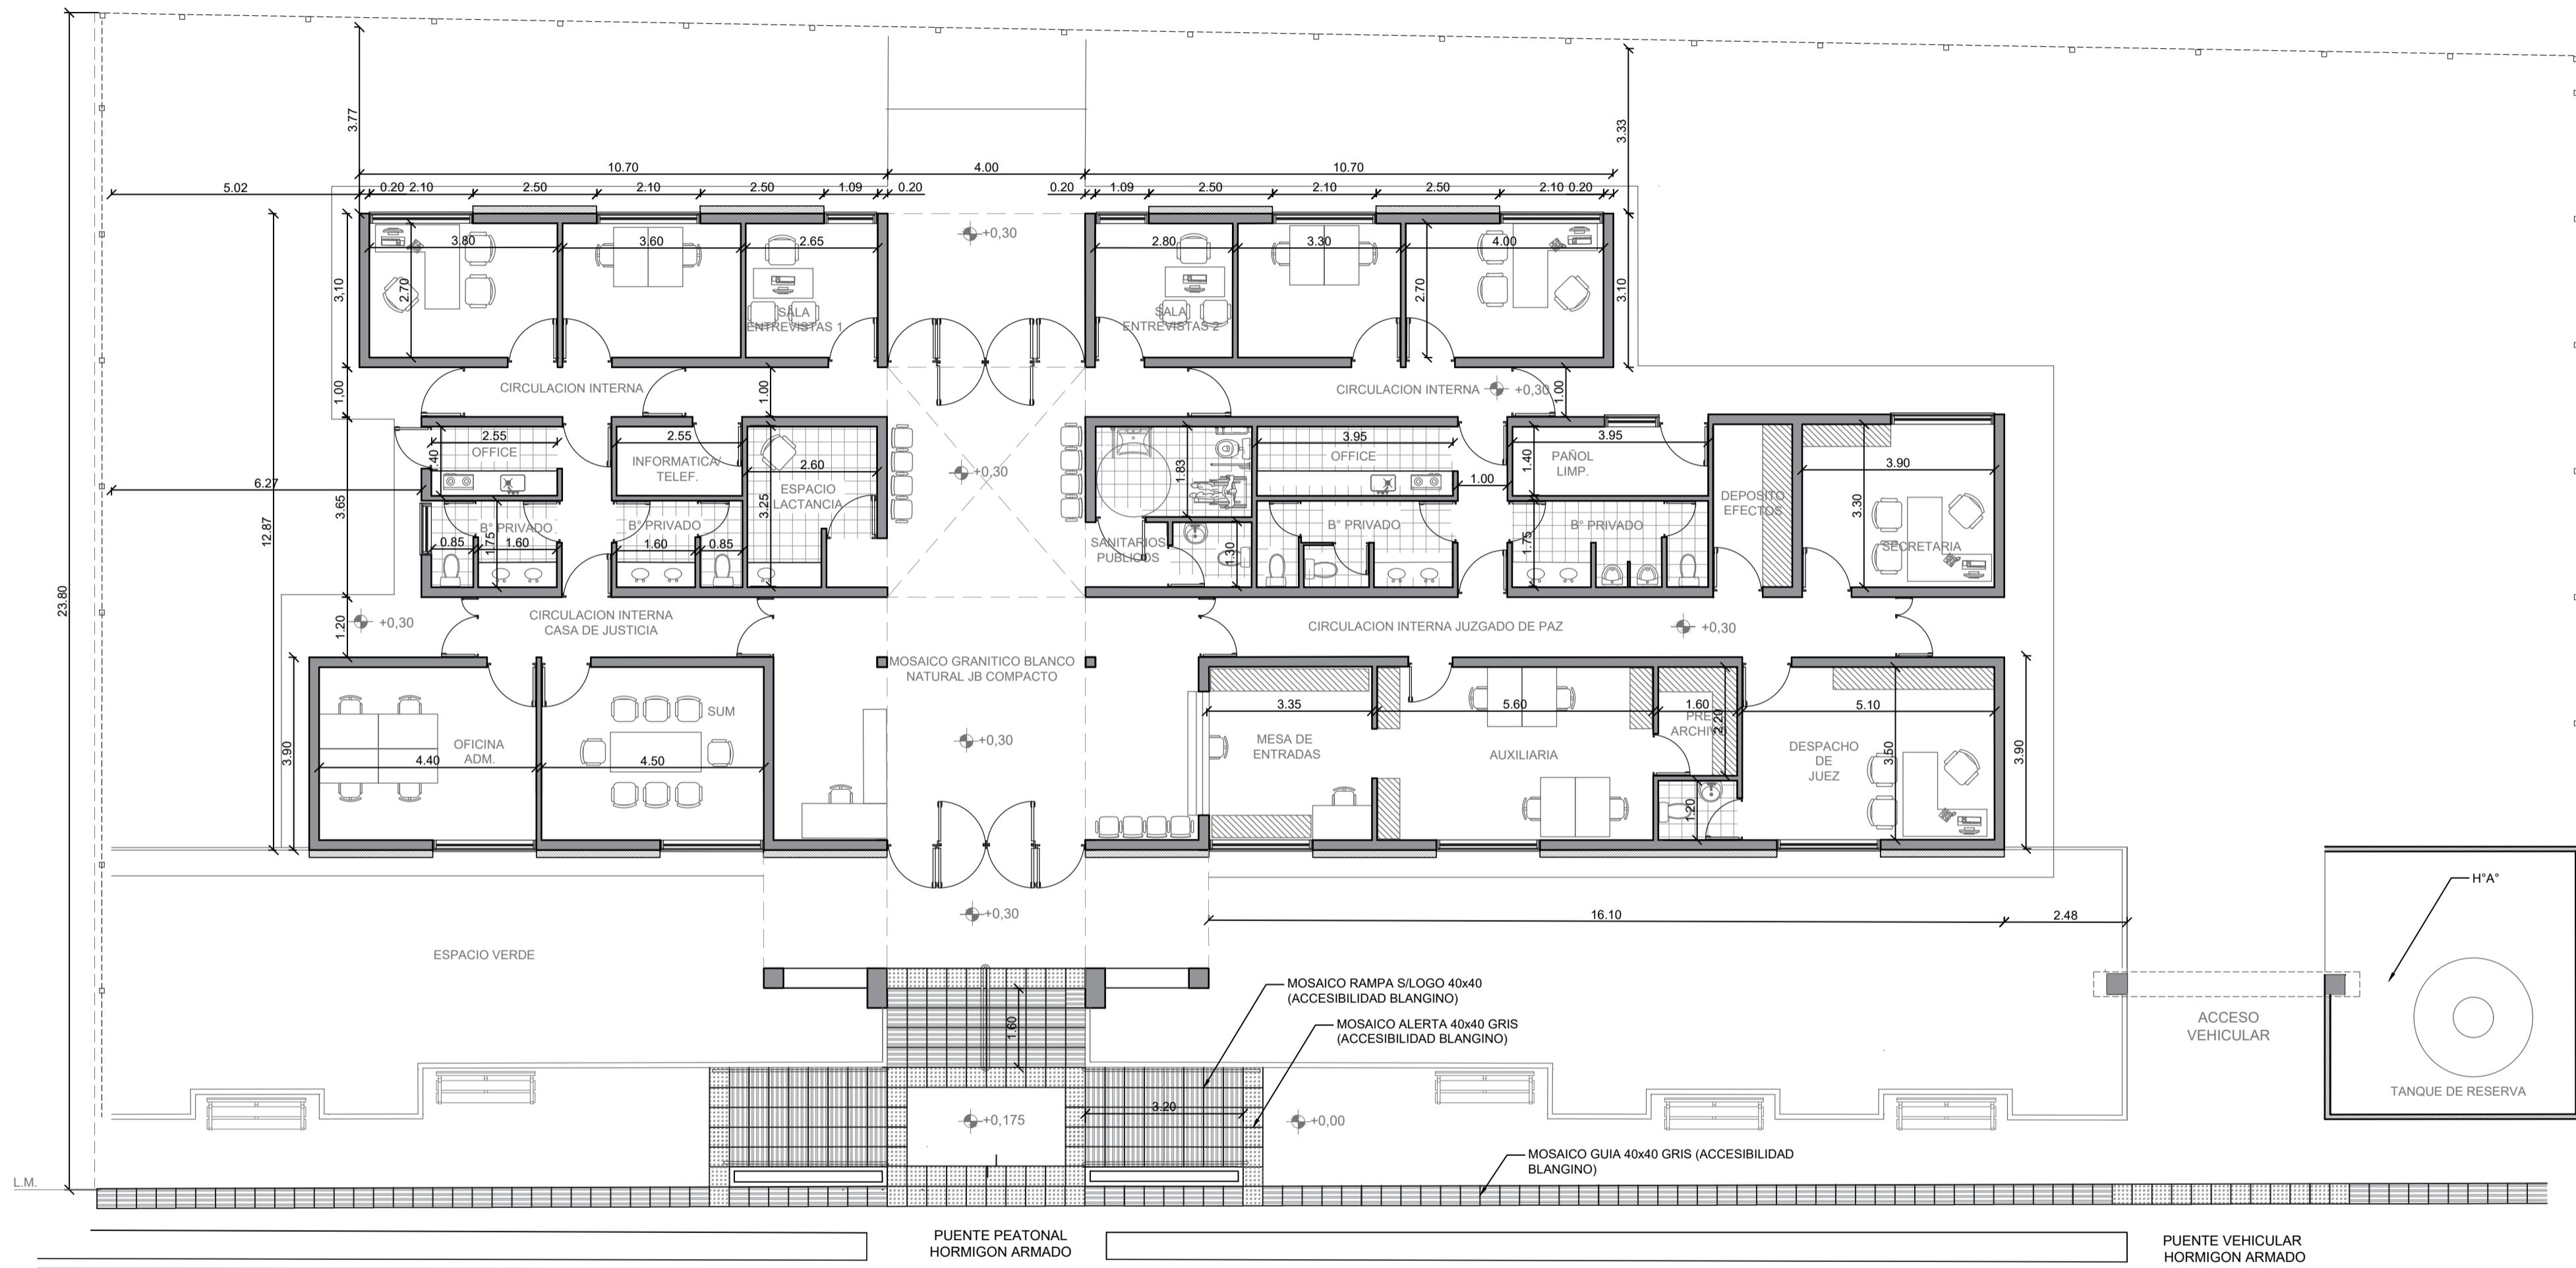 3.77
3.33
10.70
4.00
10.70
5.02
0.20
2.10
2.50
2.10
2.50
1.09
0.20
0.20
1.09
2.50
2.10
2.50
2.10
0.20
+0,30
3.80
3.60
2.65
2.80
3.30
4.00
3,10
2.70
2.70
3.10
SALA
ENTREVISTAS 1
SALA
ENTREVISTAS 2
CIRCULACION INTERNA
1,00
1.00
CIRCULACION INTERNA
+0,30
1.00
2.55
OFFICE
1.40
2.55
INFORMATICA/
TELEF.
2.60
ESPACIO
LACTANCIA
3.25
+0,30
1.83
3.95
OFFICE
1.00
3.95
1.40
PAÑOL
LIMP.
DEPOSITO
EFECTOS
3.90
3.30
SECRETARIA
6.27
12.87
3.65
23.80
B° PRIVADO
0.85
1.75
1.60
B° PRIVADO
1.60
0.85
SANITARIOS
PUBLICOS
1.30
B° PRIVADO
B° PRIVADO
1.75
+0,30
1.20
CIRCULACION INTERNA
CASA DE JUSTICIA
CIRCULACION INTERNA JUZGADO DE PAZ
+0,30
MOSAICO GRANITICO BLANCO
NATURAL JB COMPACTO
3.90
OFICINA
ADM.
4.40
SUM
4.50
+0,30
3.35
MESA DE
ENTRADAS
5.60
AUXILIARIA
1.60
PRE
ARCHIVO
2.20
1.20
5.10
DESPACHO
DE
JUEZ
3.50
3.90
+0,30
16.10
2.48
H°A°
ESPACIO VERDE
1.60
MOSAICO RAMPA S/LOGO 40x40
(ACCESIBILIDAD BLANGINO)
MOSAICO ALERTA 40x40 GRIS
(ACCESIBILIDAD BLANGINO)
ACCESO
VEHICULAR
TANQUE DE RESERVA
3.20
+0,175
+0,00
MOSAICO GUIA 40x40 GRIS (ACCESIBILIDAD
BLANGINO)
L.M.
PUENTE PEATONAL
HORMIGON ARMADO
PUENTE VEHICULAR
HORMIGON ARMADO